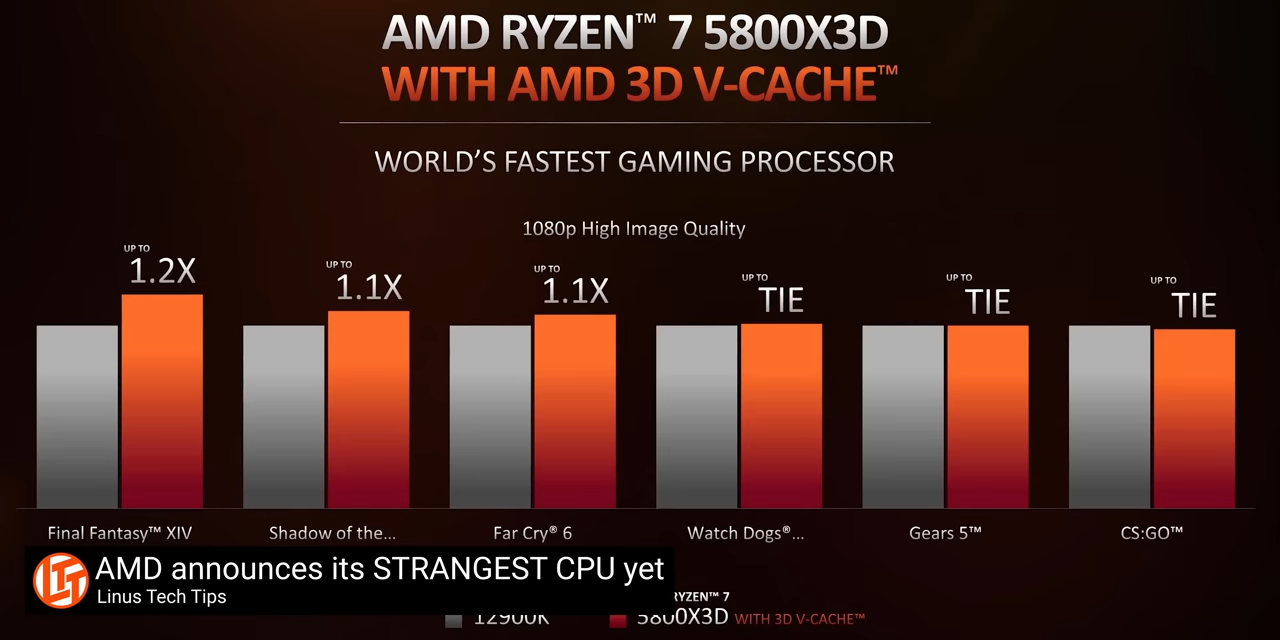 AMD RYZEN™ 7 5800X3D
WITH AMD 3D V-CACHE™
WORLD'S FASTEST GAMING PROCESSOR
1080p High Image Quality
UP TO
1.2X
UP TO
1.1X
UP TO
1.1X
UP TO
TIE
UP TO
TIE
UP TO
TIE
Final Fantasy™ XIV
Shadow of the...
Far Cry® 6
Watch Dogs®...
Gears 5™
CS:GO™
LTT
AMD announces its STRANGEST CPU yet
Linus Tech Tips
RYZEN™ 7
12900K
5800X3D WITH 3D V-CACHE™